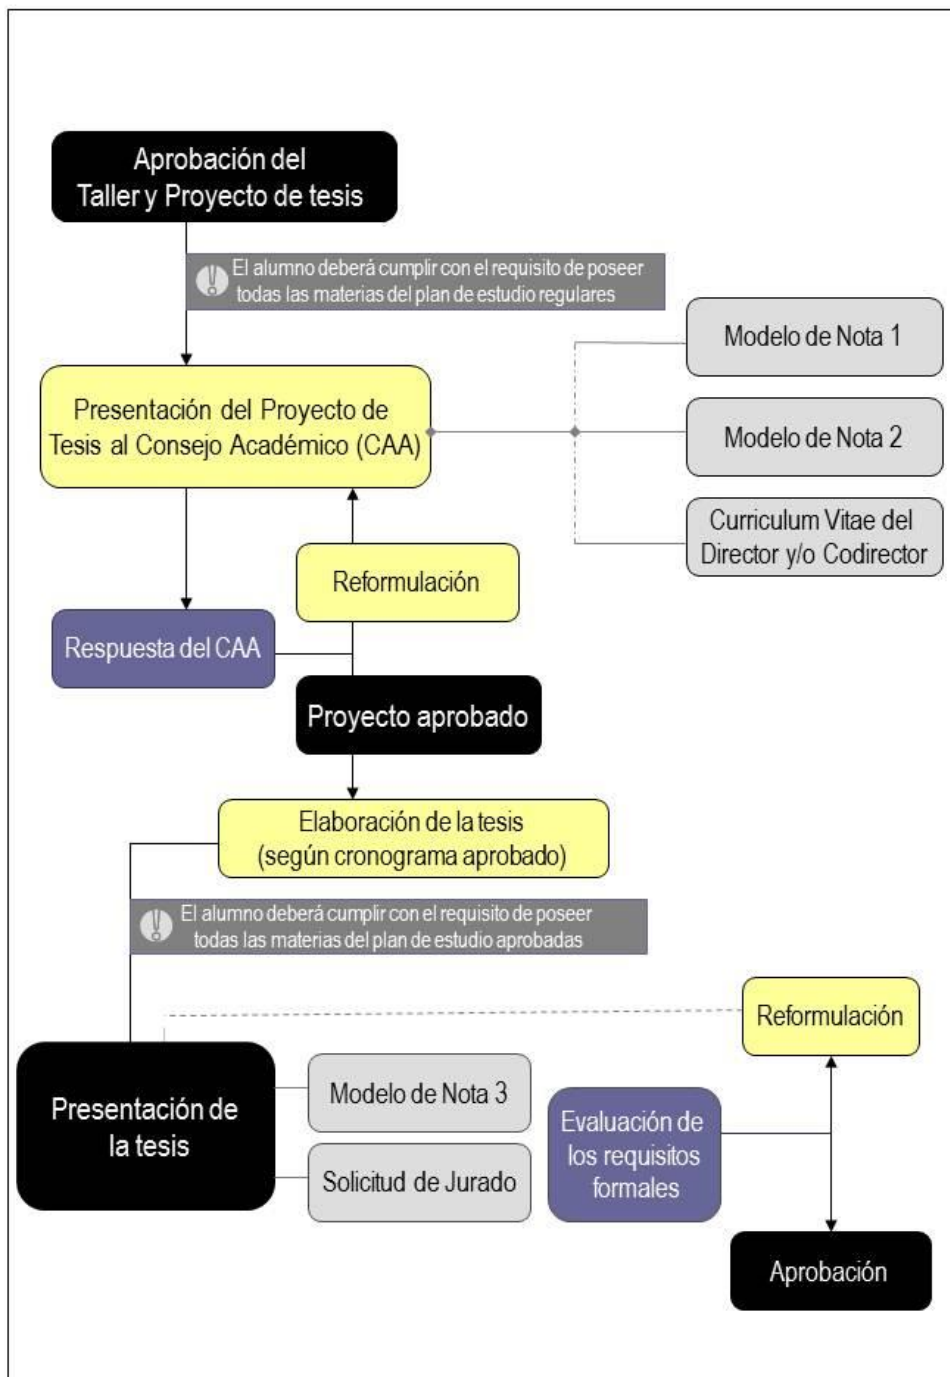 Aprobación del
Taller y Proyecto de tesis
El alumno deberá cumplir con el requisito de poseer
todas las materias del plan de estudio regulares
Modelo de Nota 1
Presentación del Proyecto de
Tesis al Consejo Académico (CAA)
Modelo de Nota 2
Curriculum Vitae del
Director y/o Codirector
Reformulación
Respuesta del CAA
Proyecto aprobado
Elaboración de la tesis
(según cronograma aprobado)
El alumno deberá cumplir con el requisito de poseer
todas las materias del plan de estudio aprobadas
Reformulación
Presentación de
la tesis
Modelo de Nota 3
Solicitud de Jurado
Evaluación de
los requisitos
formales
Aprobación